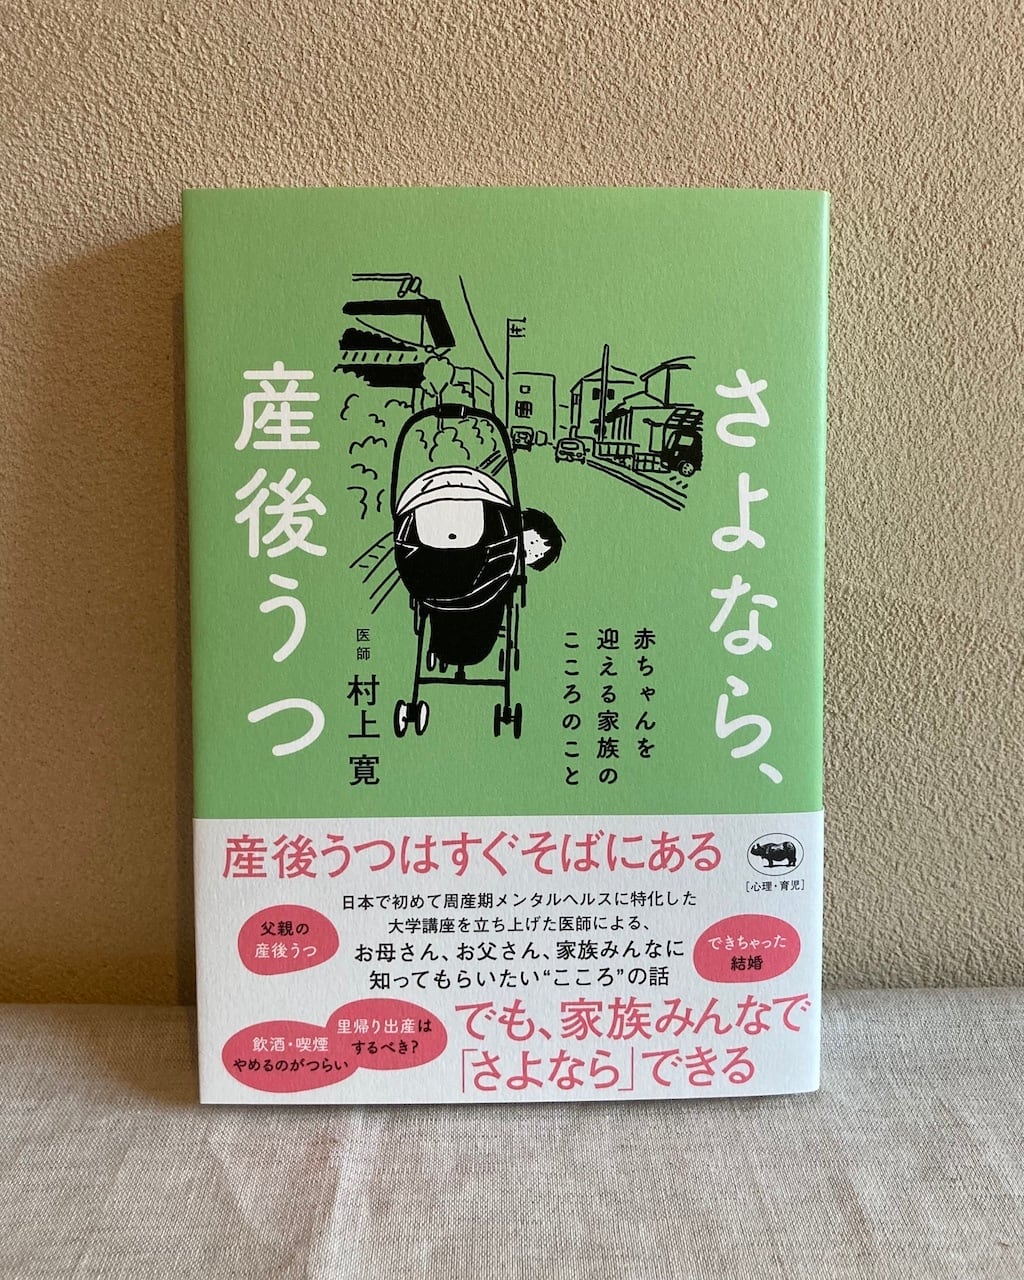 さよなら、
産後うつ
赤ちゃんを
迎える家族の
こころのこと
医師
村上 寛
産後うつはすぐそばにある
[心理・育児]
日本で初めて周産期メンタルヘルスに特化した
大学講座を立ち上げた医師による、
お母さん、お父さん、家族みんなに
知ってもらいたい“こころ”の話
父親の
産後うつ
できちゃった
結婚
飲酒・喫煙
やめるのがつらい
里帰り出産は
するべき?
でも、家族みんなで
「さよなら」できる